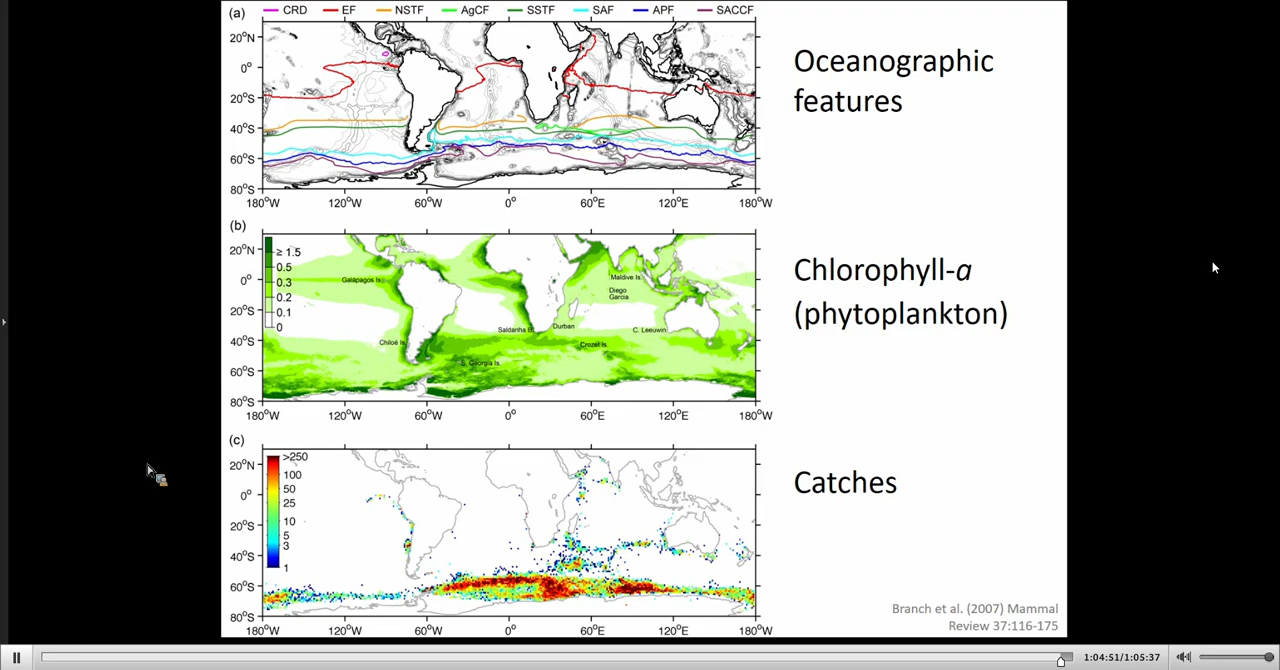 (a) CRD EF NSTF AgCF SSTF SAF APF SACCF
20°N
0°
20°S
40°S
60°S
80°S
180°W 120°W 60°W 0° 60°E 120°E 180°W
Oceanographic
features
(b)
20°N
0°
20°S
40°S
60°S
80°S
≥ 1.5
0.5
0.3
0.2
0.1
0
Galapagos Is.
Maldive Is.
Diego
Garcia
Saldanha B.
Durban
C. Leeuwin
Chiloé Is.
Crozet Is.
S. Georgia Is.
180°W 120°W 60°W 0° 60°E 120°E 180°W
Chlorophyll-a
(phytoplankton)
(c)
20°N
0°
20°S
40°S
60°S
80°S
>250
100
50
25
10
5
3
1
180°W 120°W 60°W 0° 60°E 120°E 180°W
Catches
Branch et al. (2007) Mammal
Review 37:116-175
1:04:51/1:05:37